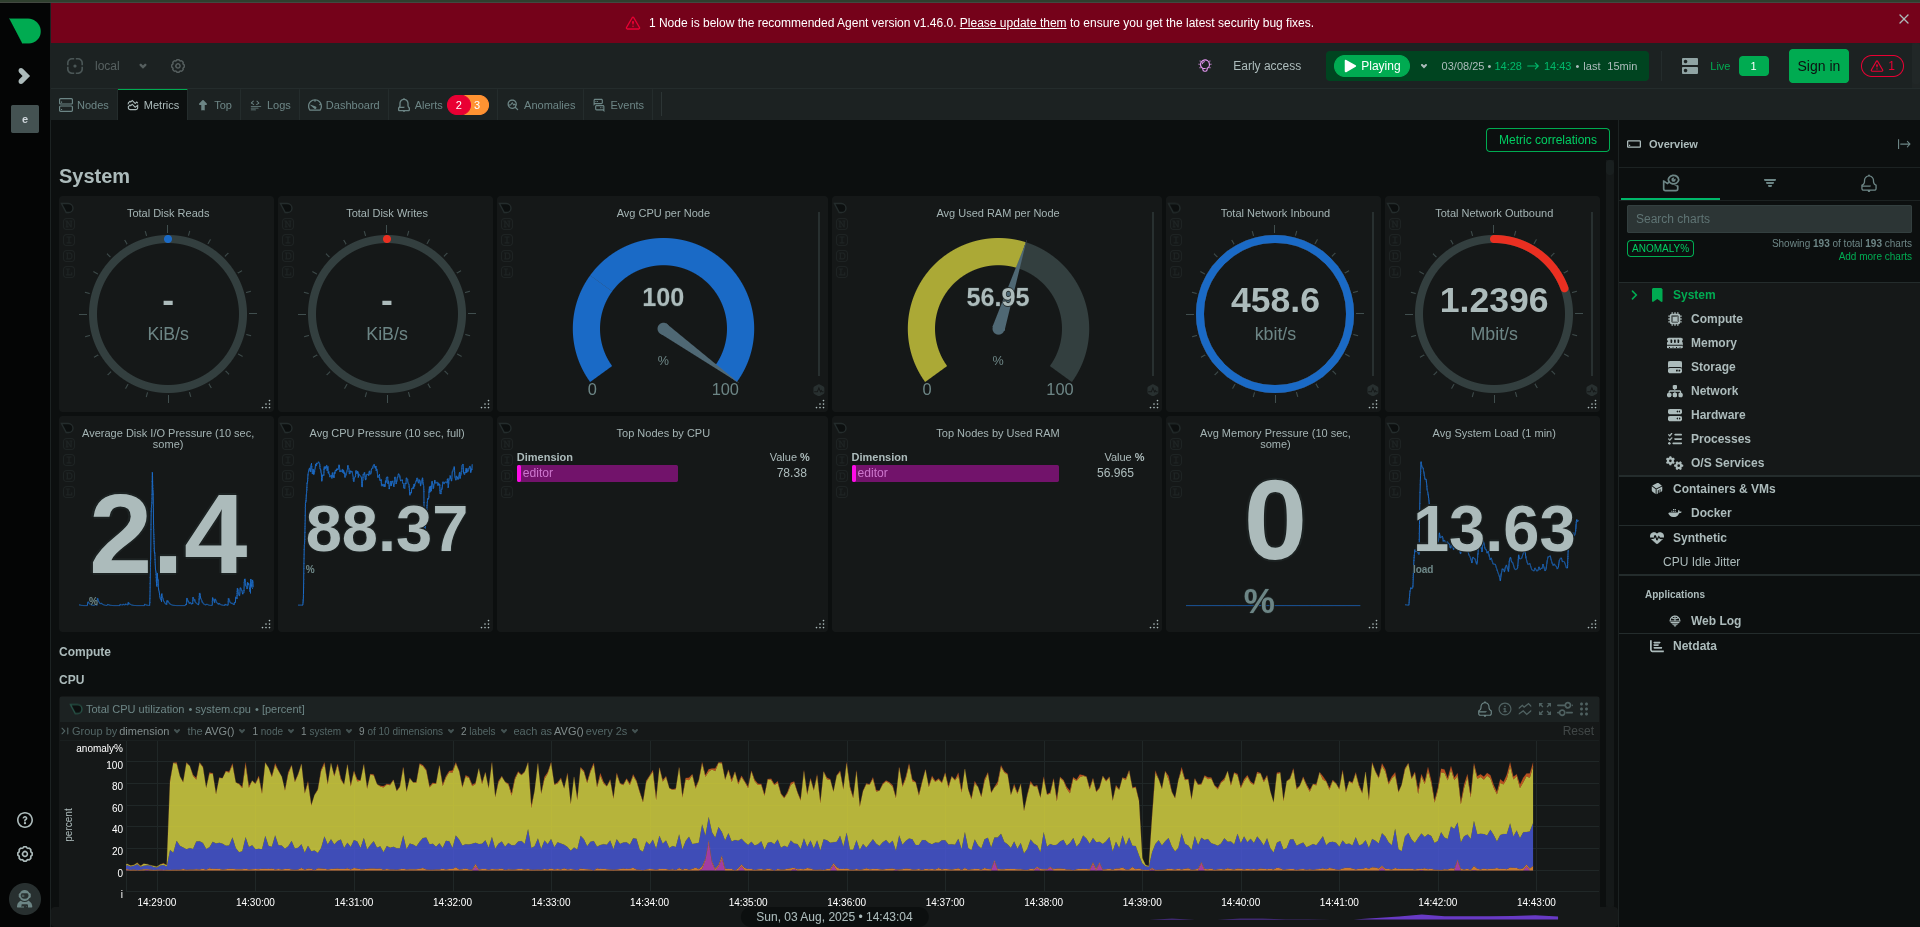 1 Node is below the recommended Agent version v1.46.0. Please update them to ensure you get the latest security bug fixes.
local
Early access
Playing
03/08/25 • 14:28 → 14:43 • last 15min
Live
1
Sign in
1
e
Nodes
Metrics
Top
Logs
Dashboard
Alerts
2
3
Anomalies
Events
Metric correlations
System
Total Disk Reads
-
KiB/s
Total Disk Writes
-
KiB/s
Avg CPU per Node
100
%
0
100
Avg Used RAM per Node
56.95
%
0
100
Total Network Inbound
458.6
kbit/s
Total Network Outbound
1.2396
Mbit/s
Average Disk I/O Pressure (10 sec,
some)
2.4
%
Avg CPU Pressure (10 sec, full)
88.37
%
Top Nodes by CPU
Dimension
Value %
editor
78.38
Top Nodes by Used RAM
Dimension
Value %
editor
56.965
Avg Memory Pressure (10 sec,
some)
0
%
Avg System Load (1 min)
13.63
load
Compute
CPU
Total CPU utilization • system.cpu • [percent]
Group by dimension the AVG() 1 node 1 system 9 of 10 dimensions 2 labels each as AVG() every 2s
Reset
anomaly%
100
80
60
40
20
0
i
percent
14:29:00
14:30:00
14:31:00
14:32:00
14:33:00
14:34:00
14:35:00
14:36:00
14:37:00
14:38:00
14:39:00
14:40:00
14:41:00
14:42:00
14:43:00
Sun, 03 Aug, 2025 • 14:43:04
Overview
Search charts
ANOMALY%
Showing 193 of total 193 charts
Add more charts
System
Compute
Memory
Storage
Network
Hardware
Processes
O/S Services
Containers & VMs
Docker
Synthetic
CPU Idle Jitter
Applications
Web Log
Netdata